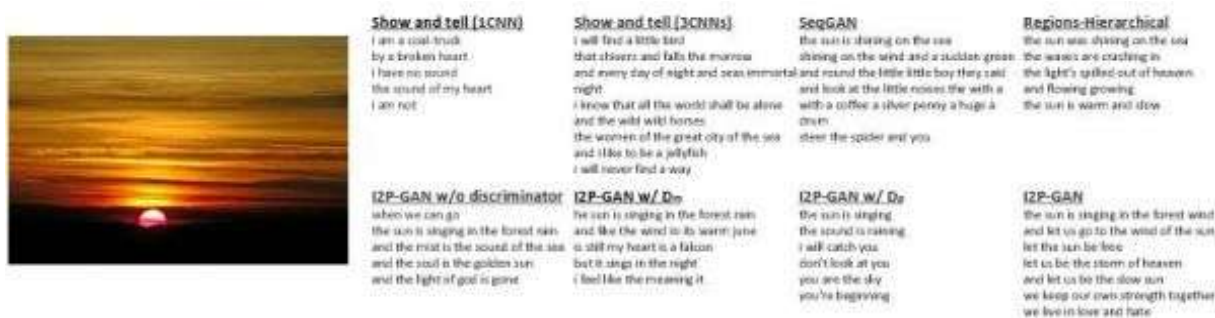 Show and tell (1CNN)
i am a coal-truck
by a broken heart
i have no sound
the sound of my heart
i am not
Show and tell (3CNNs)
i will find a little bird
that shivers and falls the morrow
and every day of night and seas immortal
night
i know that all the world shall be alone
and the wild wild horses
the women of the great city of the sea
and i like to be a jellyfish
i will never find a way
SeqGAN
the sun is shining on the sea
shining on the wind and a sudden green
and round the little little boy they said
and look at the little noises the with a
with a coffee a silver penny a huge a
drum
steer the spider and you
Regions-Hierarchical
the sun was shining on the sea
the waves are crashing in
the light's spilled out of heaven
and flowing growing
the sun is warm and slow
I2P-GAN w/o discriminator
when we can go
the sun is singing in the forest rain
and the mist is the sound of the sea
and the soul is the golden sun
and the light of god is gone
I2P-GAN w/ Dm
he sun is singing in the forest rain
and like the wind in its warm june
is still my heart is a falcon
but it sings in the night
i feel like the meaning it
I2P-GAN w/ Dp
the sun is singing
the sound is raining
i will catch you
don't look at you
you are the sky
you're beginning
I2P-GAN
the sun is singing in the forest wind
and let us go to the wind of the sun
let the sun be free
let us be the storm of heaven
and let us be the slow sun
we keep our own strength together
we live in love and hate